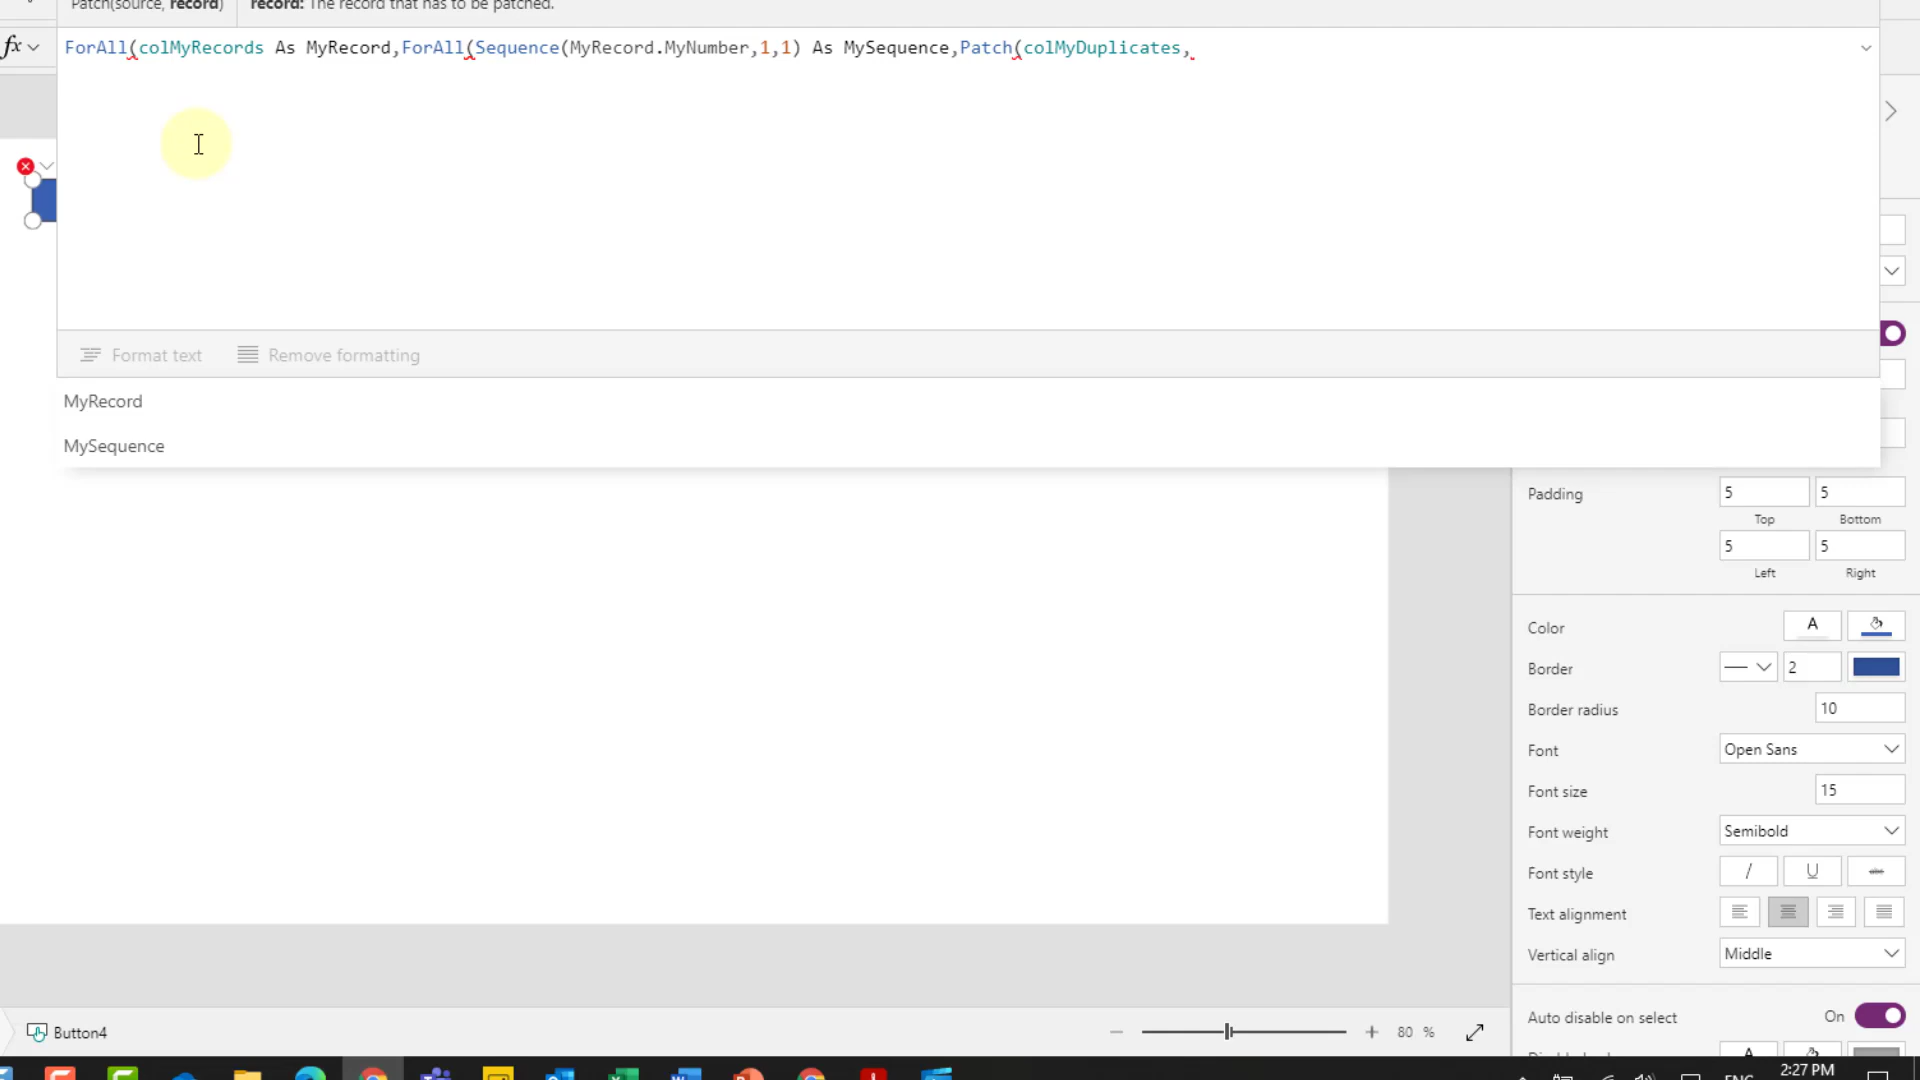 Patch(source, record) record: The record that has to be patched.
fx ForAll(colMyRecords As MyRecord,ForAll(Sequence(MyRecord.MyNumber,1,1) As MySequence,Patch(colMyDuplicates,
Format text Remove formatting
MyRecord
MySequence
Padding 5 5
Top Bottom
5 5
Left Right
Color A
Border 2
Border radius 10
Font Open Sans
Font size 15
Font weight Semibold
Font style / U abc
Text alignment
Vertical align Middle
Auto disable on select On
Button4 80 %
2:27 PM